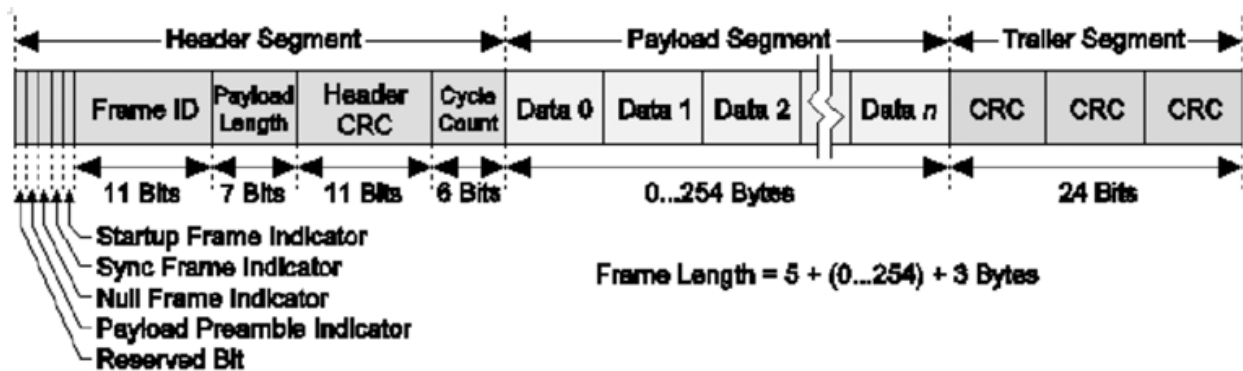 Header Segment Payload Segment Trailer Segment
Frame ID Payload Length Header CRC Cycle Count Data 0 Data 1 Data 2 Data n CRC CRC CRC
11 Bits 7 Bits 11 Bits 6 Bits 0...254 Bytes 24 Bits
Startup Frame Indicator
Sync Frame Indicator
Null Frame Indicator
Payload Preamble Indicator
Reserved Bit
Frame Length = 5 + (0...254) + 3 Bytes